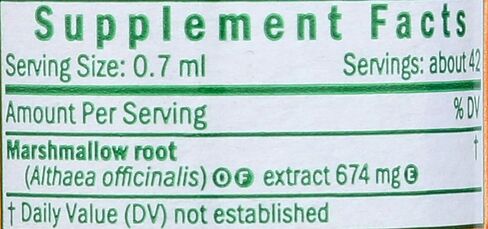 Supplement Facts
Serving Size: 0.7 ml Servings: about 42
Amount Per Serving % DV
Marshmallow root †
(Althaea officinalis) Ⓞ Ⓕ extract 674 mg Ⓔ
† Daily Value (DV) not established